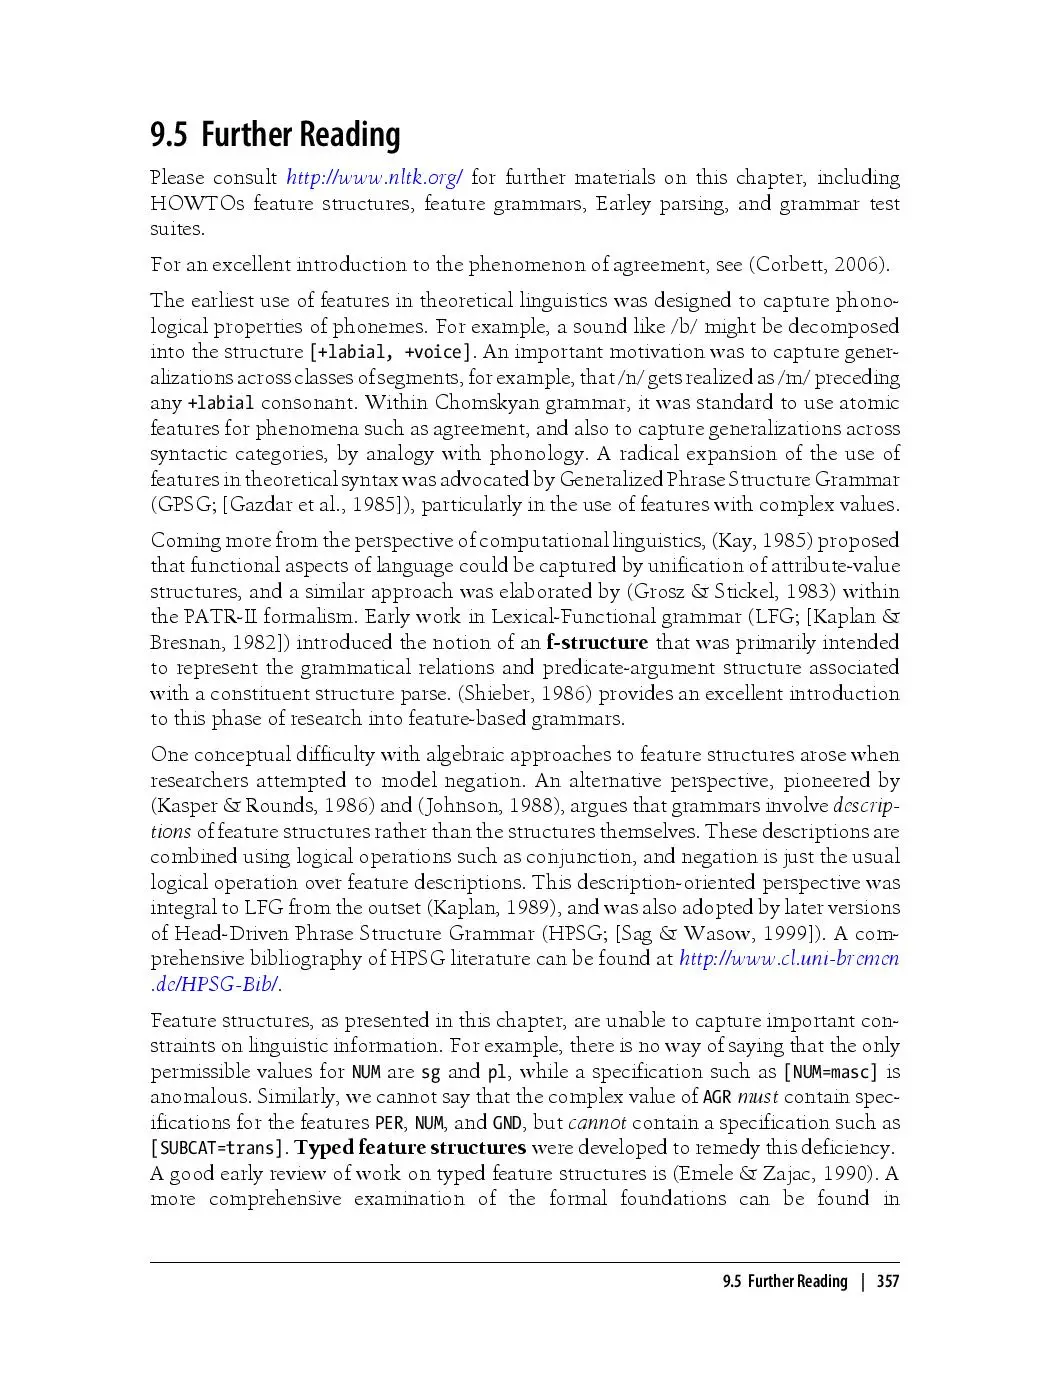 9.5 Further Reading
Please consult http://www.nltk.org/ for further materials on this chapter, including
HOWTOs feature structures, feature grammars, Earley parsing, and grammar test
suites.
For an excellent introduction to the phenomenon of agreement, see (Corbett, 2006).
The earliest use of features in theoretical linguistics was designed to capture phono-
logical properties of phonemes. For example, a sound like /b/ might be decomposed
into the structure [+labial, +voice]. An important motivation was to capture gener-
alizations across classes of segments, for example, that /n/ gets realized as /m/ preceding
any +labial consonant. Within Chomskyan grammar, it was standard to use atomic
features for phenomena such as agreement, and also to capture generalizations across
syntactic categories, by analogy with phonology. A radical expansion of the use of
features in theoretical syntax was advocated by Generalized Phrase Structure Grammar
(GPSG; [Gazdar et al., 1985]), particularly in the use of features with complex values.
Coming more from the perspective of computational linguistics, (Kay, 1985) proposed
that functional aspects of language could be captured by unification of attribute-value
structures, and a similar approach was elaborated by (Grosz & Stickel, 1983) within
the PATR-II formalism. Early work in Lexical-Functional grammar (LFG; [Kaplan &
Bresnan, 1982]) introduced the notion of an f-structure that was primarily intended
to represent the grammatical relations and predicate-argument structure associated
with a constituent structure parse. (Shieber, 1986) provides an excellent introduction
to this phase of research into feature-based grammars.
One conceptual difficulty with algebraic approaches to feature structures arose when
researchers attempted to model negation. An alternative perspective, pioneered by
(Kasper & Rounds, 1986) and (Johnson, 1988), argues that grammars involve descrip-
tions of feature structures rather than the structures themselves. These descriptions are
combined using logical operations such as conjunction, and negation is just the usual
logical operation over feature descriptions. This description-oriented perspective was
integral to LFG from the outset (Kaplan, 1989), and was also adopted by later versions
of Head-Driven Phrase Structure Grammar (HPSG; [Sag & Wasow, 1999]). A com-
prehensive bibliography of HPSG literature can be found at http://www.cl.uni-bremen
.de/HPSG-Bib/.
Feature structures, as presented in this chapter, are unable to capture important con-
straints on linguistic information. For example, there is no way of saying that the only
permissible values for NUM are sg and pl, while a specification such as [NUM=masc] is
anomalous. Similarly, we cannot say that the complex value of AGR must contain spec-
ifications for the features PER, NUM, and GND, but cannot contain a specification such as
[SUBCAT=trans]. Typed feature structures were developed to remedy this deficiency.
A good early review of work on typed feature structures is (Emele & Zajac, 1990). A
more comprehensive examination of the formal foundations can be found in
9.5 Further Reading | 357